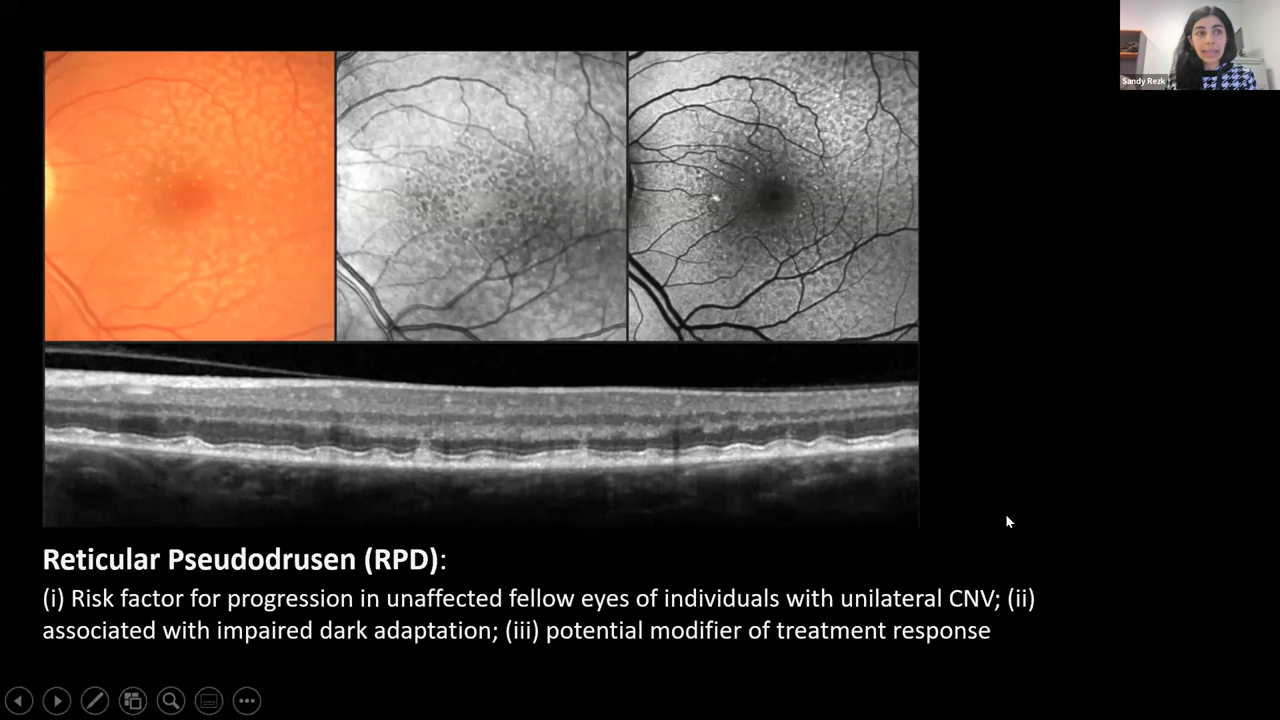 Sandy Rezk
Reticular Pseudodrusen (RPD):
(i) Risk factor for progression in unaffected fellow eyes of individuals with unilateral CNV; (ii)
associated with impaired dark adaptation; (iii) potential modifier of treatment response